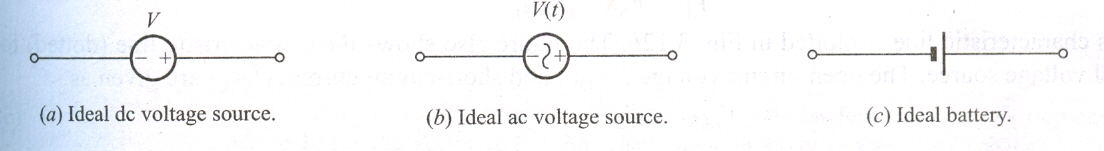 V
V(t)
(a) Ideal dc voltage source.
(b) Ideal ac voltage source.
(c) Ideal battery.